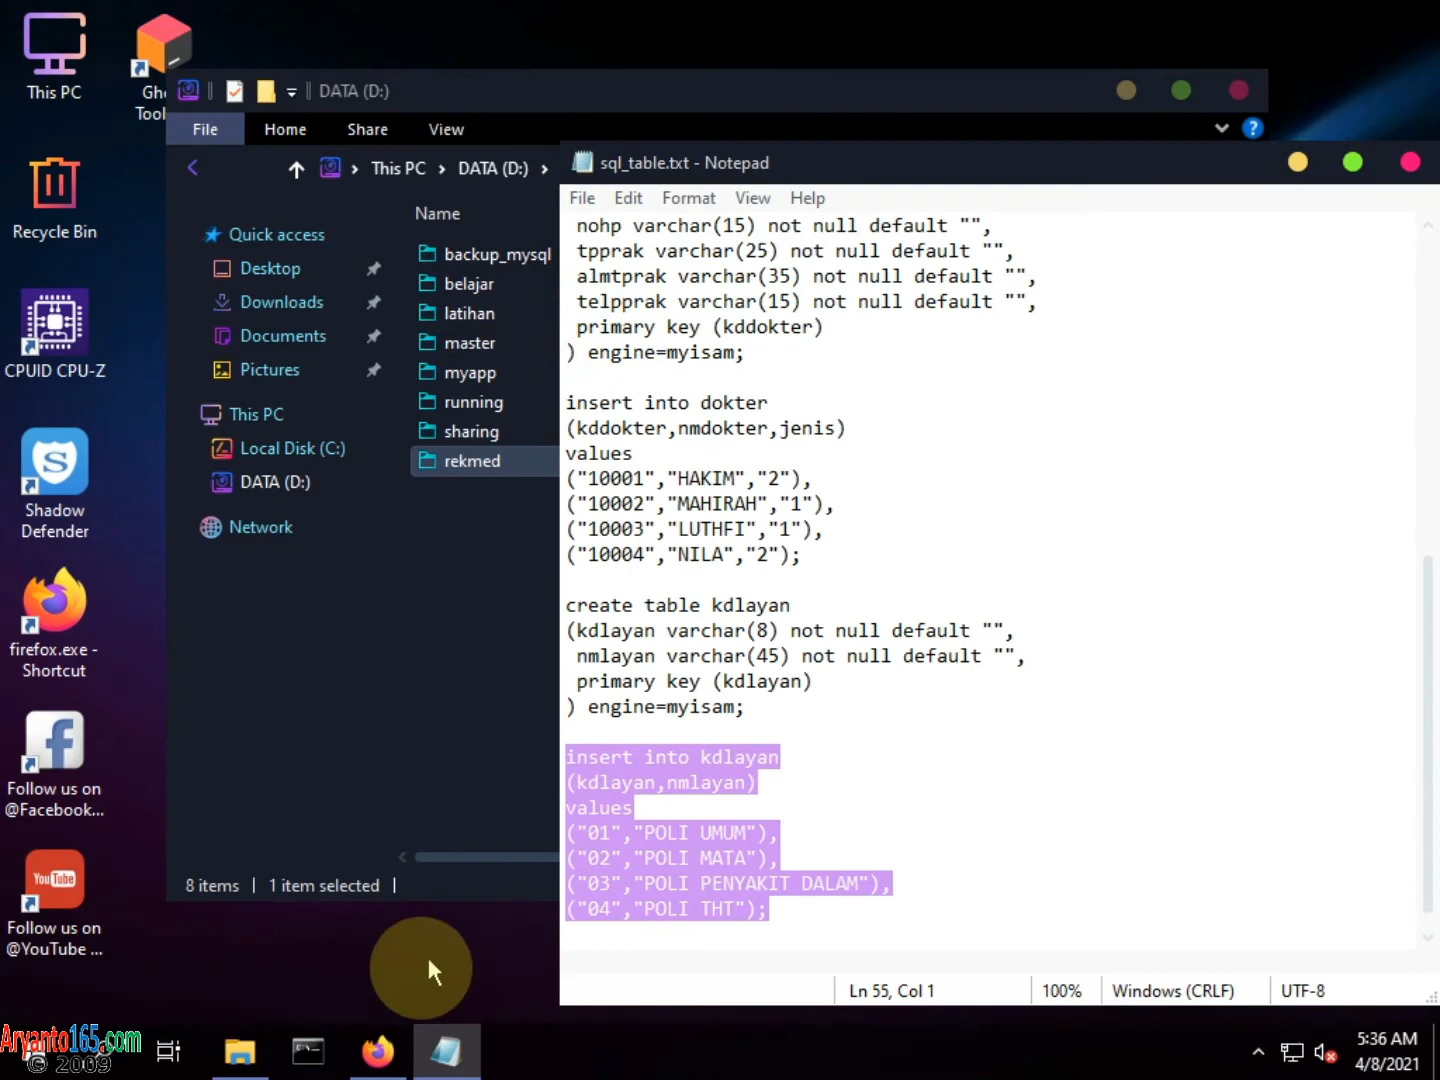 This PC
Gho
Tool
Recycle Bin
CPUID CPU-Z
Shadow
Defender
firefox.exe -
Shortcut
Follow us on
@Facebook...
You Tube
Follow us on
@YouTube ...
DATA (D:)
File Home Share View
?
This PC > DATA (D:) >
Name
Quick access
Desktop
Downloads
Documents
Pictures
This PC
Local Disk (C:)
DATA (D:)
Network
backup_mysql
belajar
latihan
master
myapp
running
sharing
rekmed
8 items 1 item selected
sql_table.txt - Notepad
File Edit Format View Help
nohp varchar(15) not null default "",
tpprak varchar(25) not null default "",
almtprak varchar(35) not null default "",
telpprak varchar(15) not null default "",
primary key (kddokter)
) engine=myisam;
insert into dokter
(kddokter,nmdokter,jenis)
values
("10001","HAKIM","2"),
("10002","MAHIRAH","1"),
("10003","LUTHFI","1"),
("10004","NILA","2");
create table kdlayan
(kdlayan varchar(8) not null default "",
nmlayan varchar(45) not null default "",
primary key (kdlayan)
) engine=myisam;
insert into kdlayan
(kdlayan,nmlayan)
values
("01","POLI UMUM"),
("02","POLI MATA"),
("03","POLI PENYAKIT DALAM"),
("04","POLI THT");
Ln 55, Col 1 100% Windows (CRLF) UTF-8
Aryanto165.com
© 2009
5:36 AM
4/8/2021